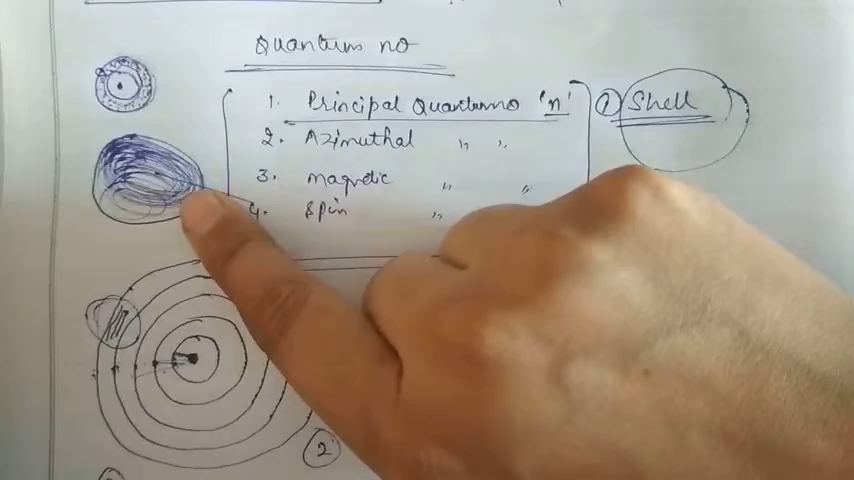 Quantum no
1. Principal Quantum no 'n'
① Shell
2. Azimuthal " "
3. magnetic " "
4. Spin "
②